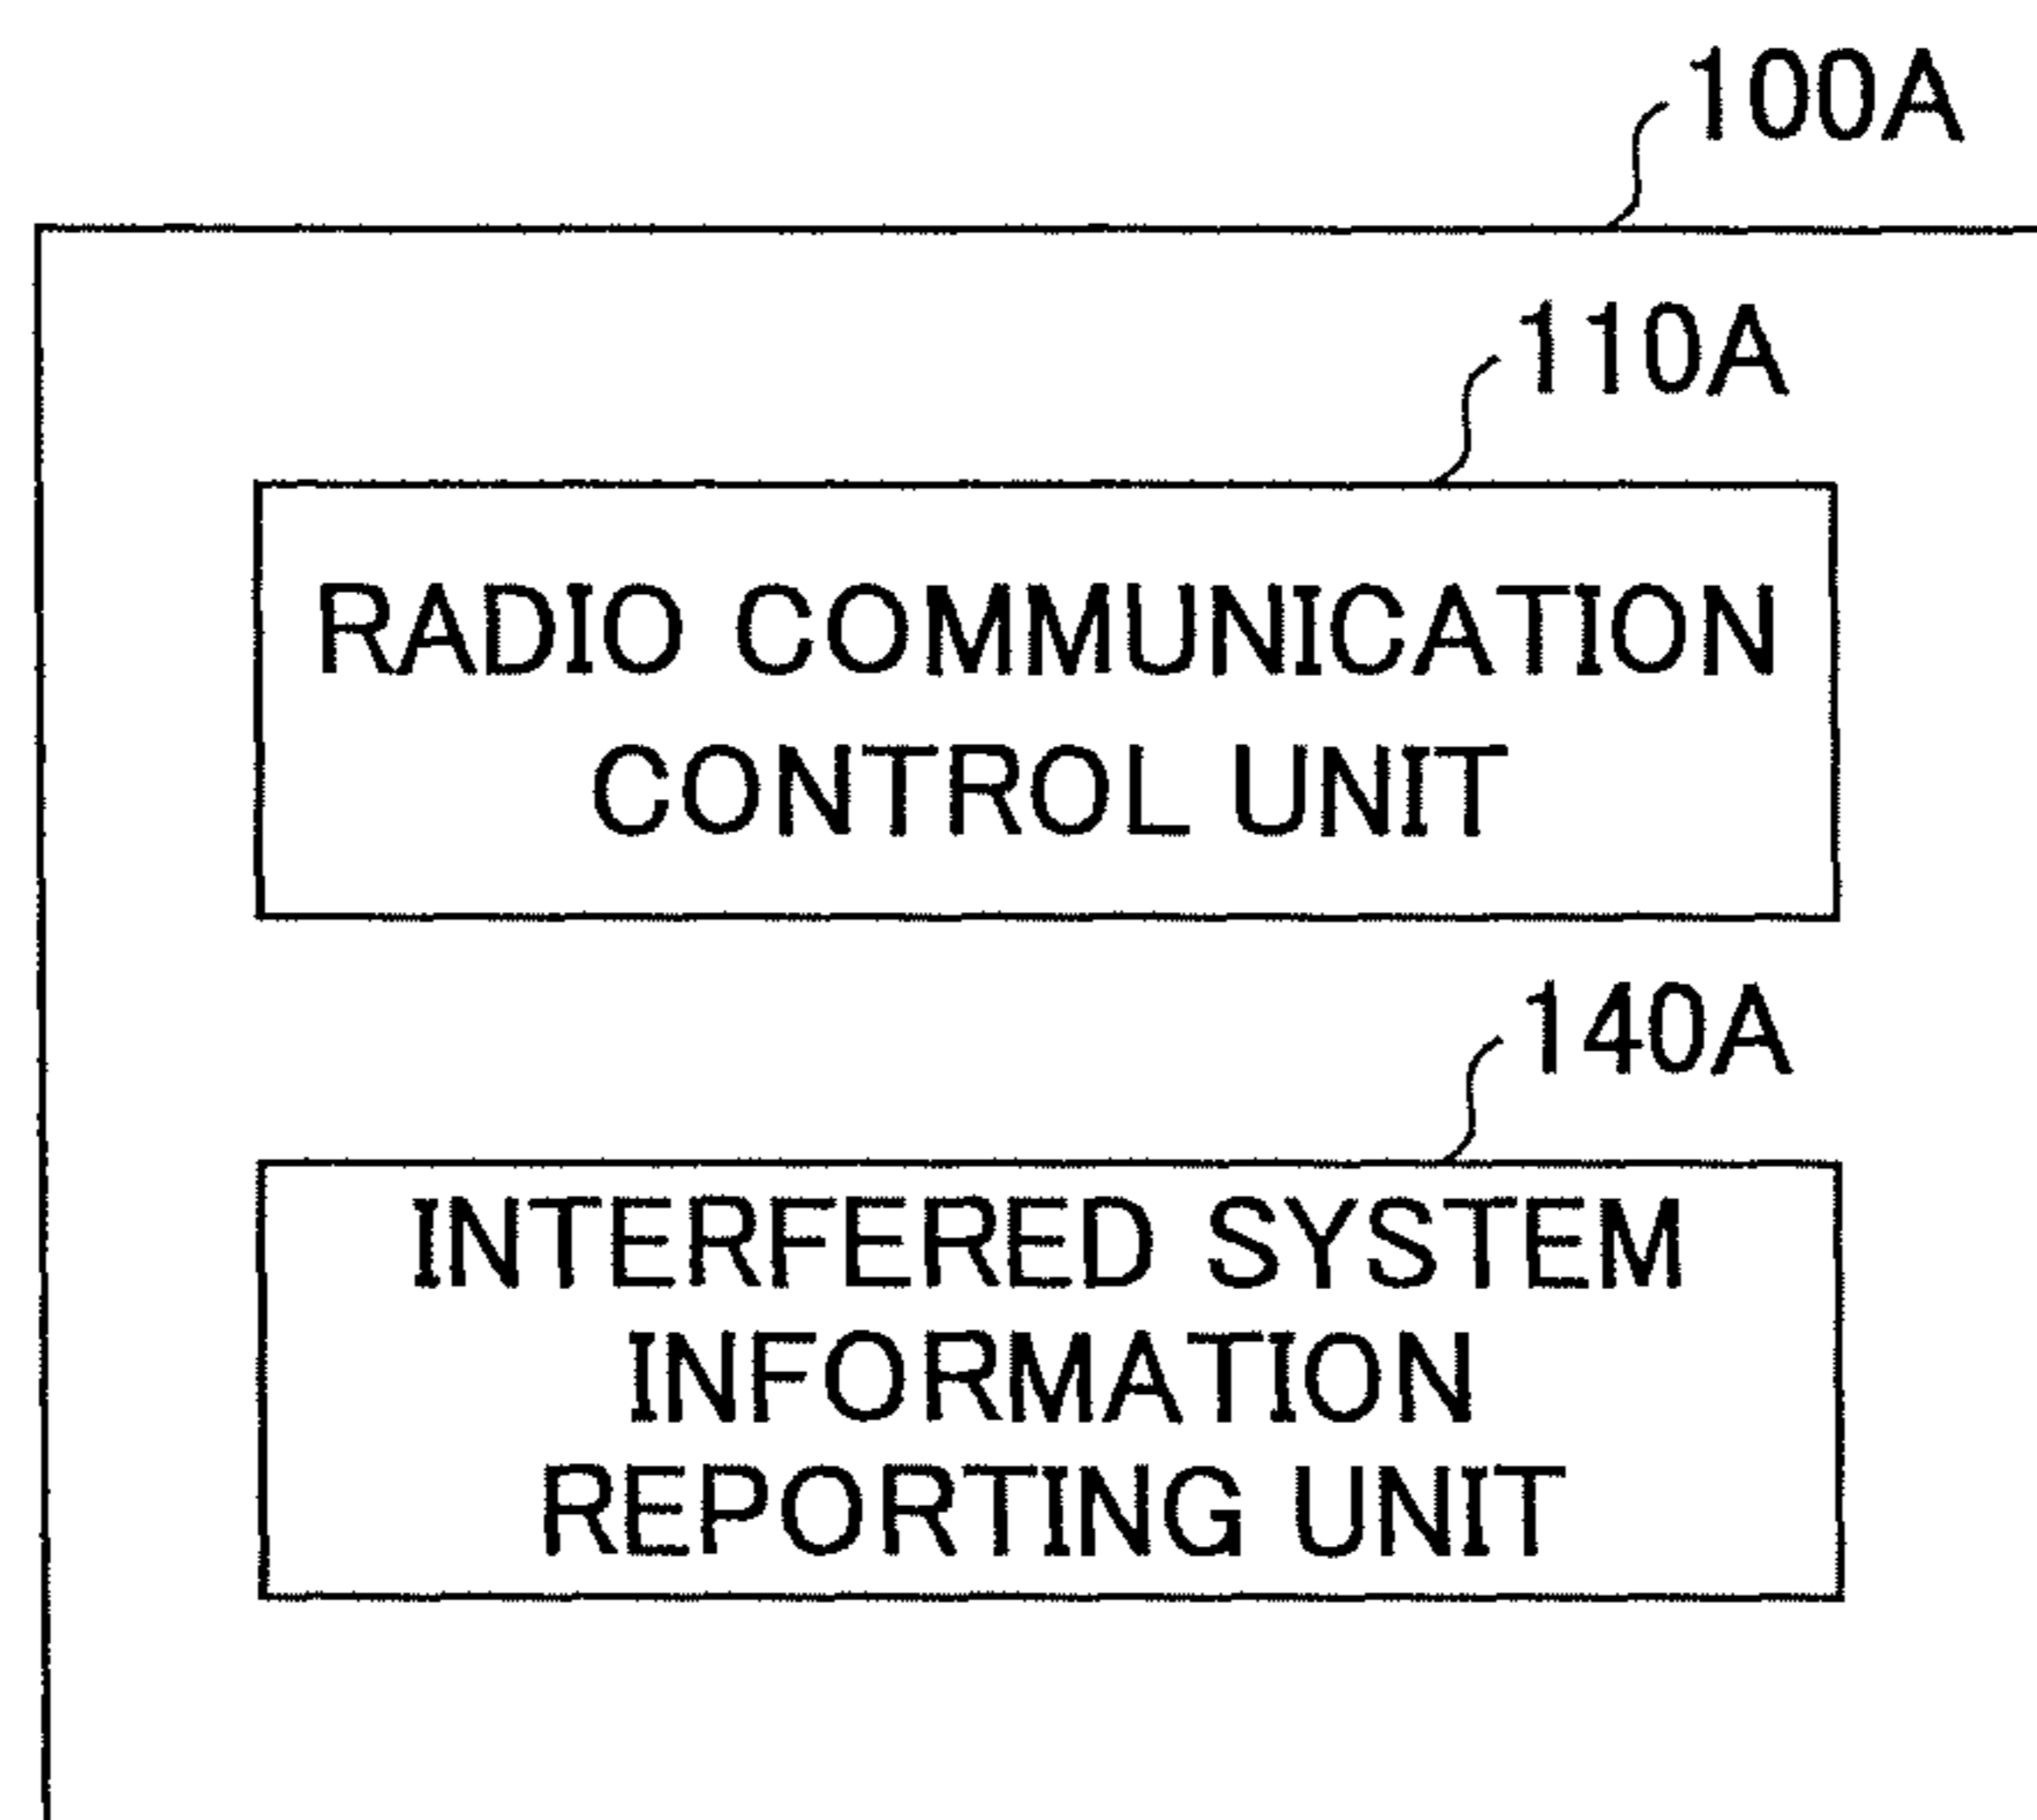 100A
110A
RADIO COMMUNICATION
CONTROL UNIT
140A
INTERFERED SYSTEM
INFORMATION
REPORTING UNIT